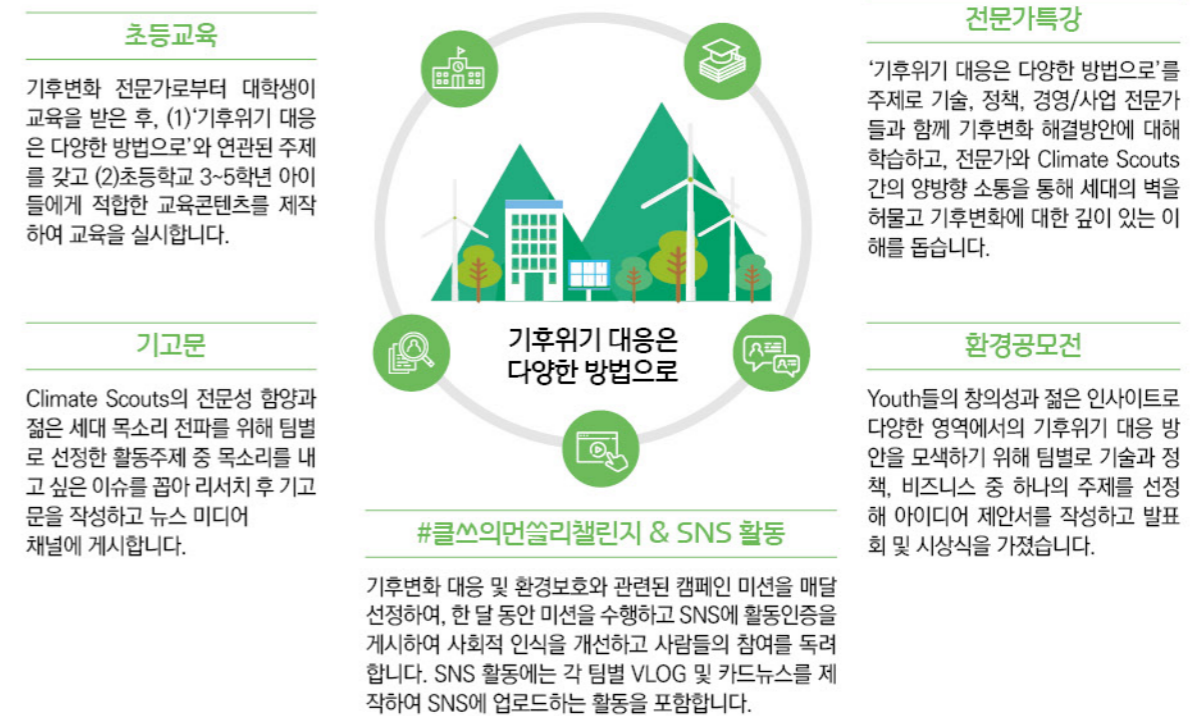 초등교육
기후변화 전문가로부터 대학생이
교육을 받은 후, (1)‘기후위기 대응
은 다양한 방법으로’와 연관된 주제
를 갖고 (2)초등학교 3~5학년 아이
들에게 적합한 교육콘텐츠를 제작
하여 교육을 실시합니다.
전문가특강
‘기후위기 대응은 다양한 방법으로’를
주제로 기술, 정책, 경영/사업 전문가
들과 함께 기후변화 해결방안에 대해
학습하고, 전문가와 Climate Scouts
간의 양방향 소통을 통해 세대의 벽을
허물고 기후변화에 대한 깊이 있는 이
해를 돕습니다.
기후위기 대응은
다양한 방법으로
기고문
Climate Scouts의 전문성 함양과
젊은 세대 목소리 전파를 위해 팀별
로 선정한 활동주제 중 목소리를 내
고 싶은 이슈를 꼽아 리서치 후 기고
문을 작성하고 뉴스 미디어
채널에 게시합니다.
환경공모전
Youth들의 창의성과 젊은 인사이트로
다양한 영역에서의 기후위기 대응 방
안을 모색하기 위해 팀별로 기술과 정
책, 비즈니스 중 하나의 주제를 선정
해 아이디어 제안서를 작성하고 발표
회 및 시상식을 가졌습니다.
#클쓰의먼쓸리챌린지 & SNS 활동
기후변화 대응 및 환경보호와 관련된 캠페인 미션을 매달
선정하여, 한 달 동안 미션을 수행하고 SNS에 활동인증을
게시하여 사회적 인식을 개선하고 사람들의 참여를 독려
합니다. SNS 활동에는 각 팀별 VLOG 및 카드뉴스를 제
작하여 SNS에 업로드하는 활동을 포함합니다.